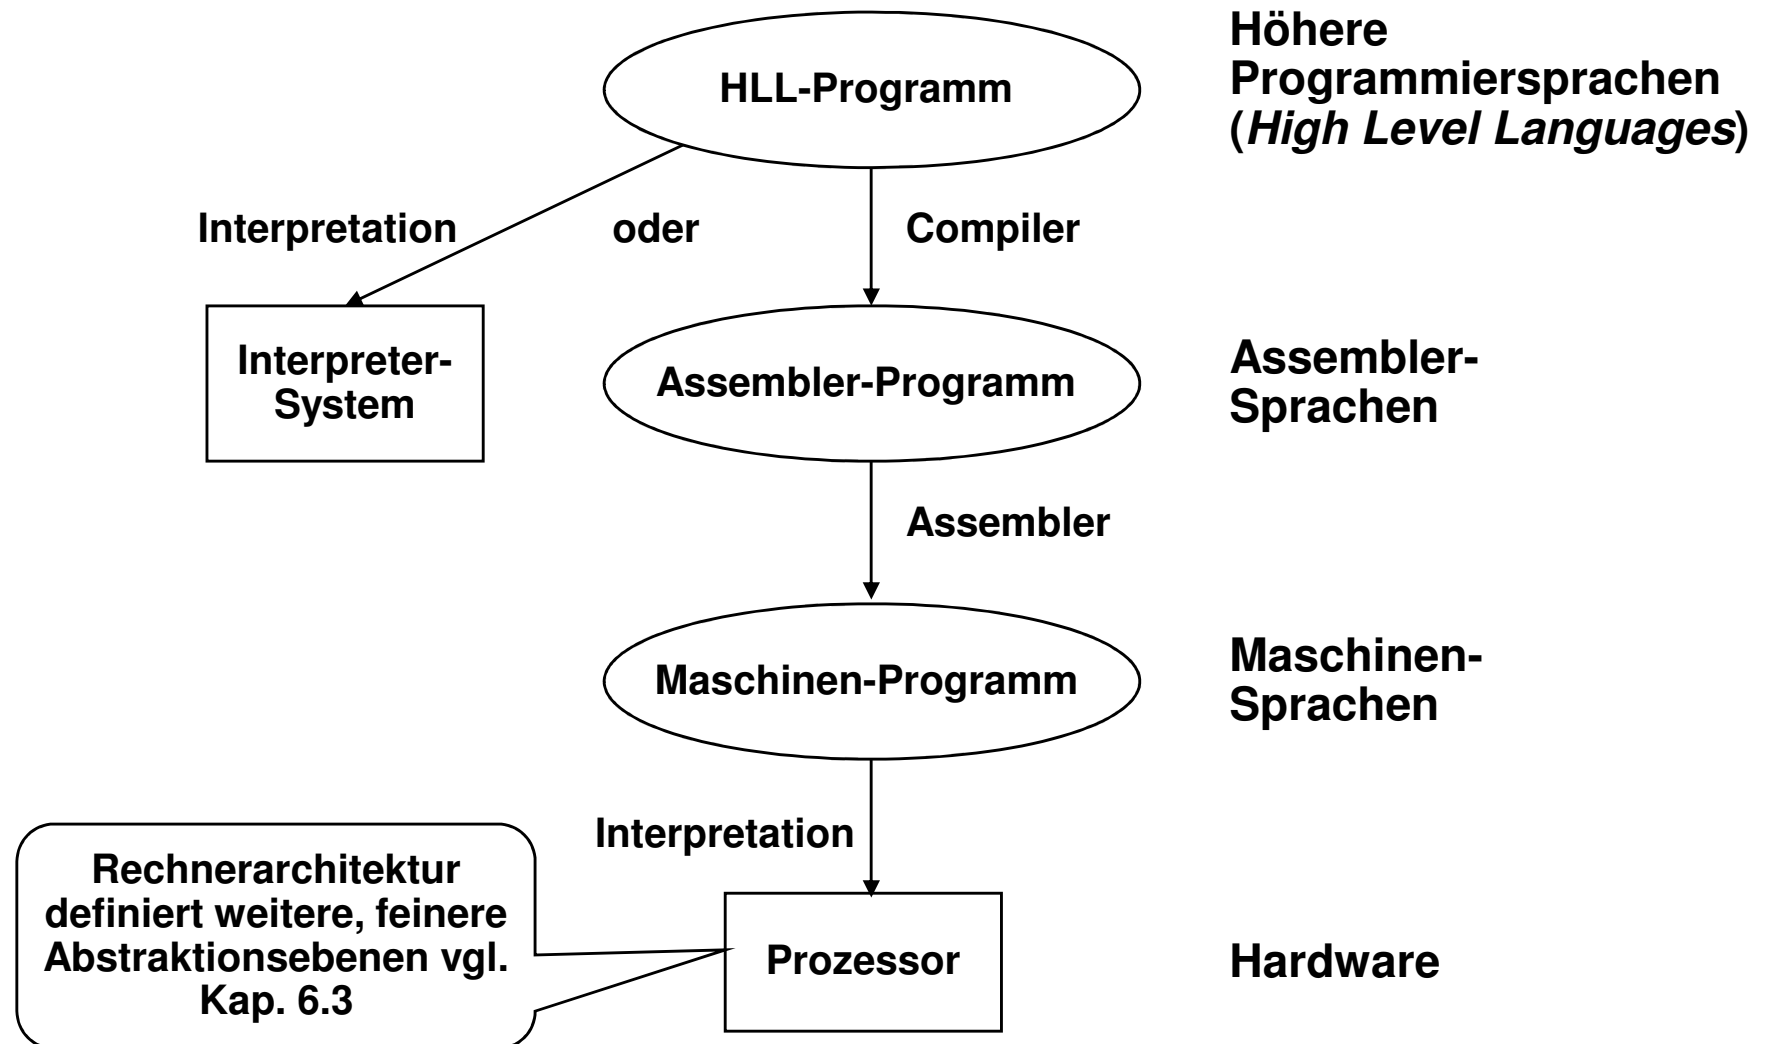 HLL-Programm
Höhere
Programmiersprachen
(High Level Languages)
Interpretation
oder
Compiler
Interpreter-
System
Assembler-Programm
Assembler-
Sprachen
Assembler
Maschinen-Programm
Maschinen-
Sprachen
Interpretation
Rechnerarchitektur
definiert weitere, feinere
Abstraktionsebenen vgl.
Kap. 6.3
Prozessor
Hardware